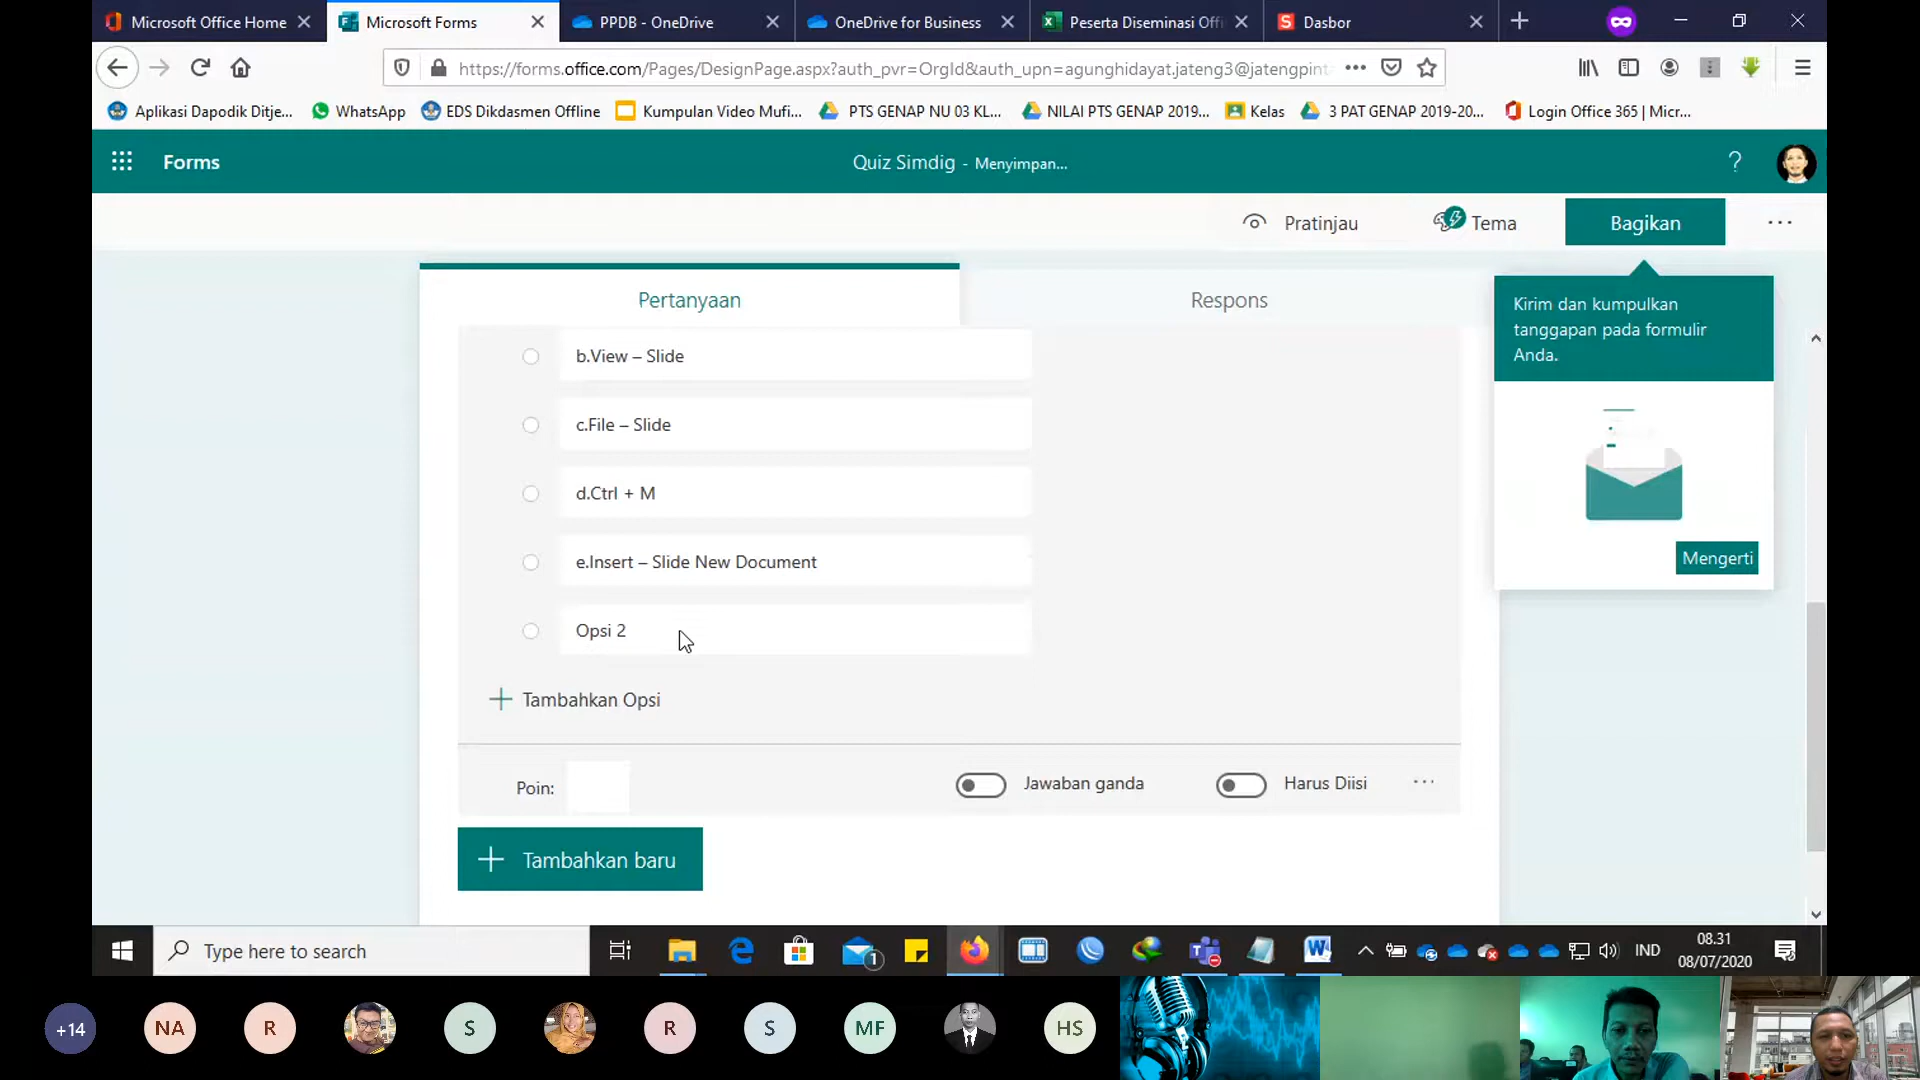 Microsoft Office Home
Microsoft Forms
PPDB - OneDrive
OneDrive for Business
Peserta Diseminasi Offi
Dasbor
https://forms.office.com/Pages/DesignPage.aspx?auth_pvr=OrgId&auth_upn=agunghidayat.jateng3@jatengpint
Aplikasi Dapodik Ditje...
WhatsApp
EDS Dikdasmen Offline
Kumpulan Video Mufi...
PTS GENAP NU 03 KL...
NILAI PTS GENAP 2019...
Kelas
3 PAT GENAP 2019-20...
Login Office 365 | Micr...
Forms
Quiz Simdig - Menyimpan...
?
Pratinjau
Tema
Bagikan
Pertanyaan
Respons
Kirim dan kumpulkan
tanggapan pada formulir
Anda.
Mengerti
b.View – Slide
c.File – Slide
d.Ctrl + M
e.Insert – Slide New Document
Opsi 2
Tambahkan Opsi
Poin:
Jawaban ganda
Harus Diisi
Tambahkan baru
Type here to search
1
IND
08.31
08/07/2020
+14
NA
R
S
R
S
MF
HS